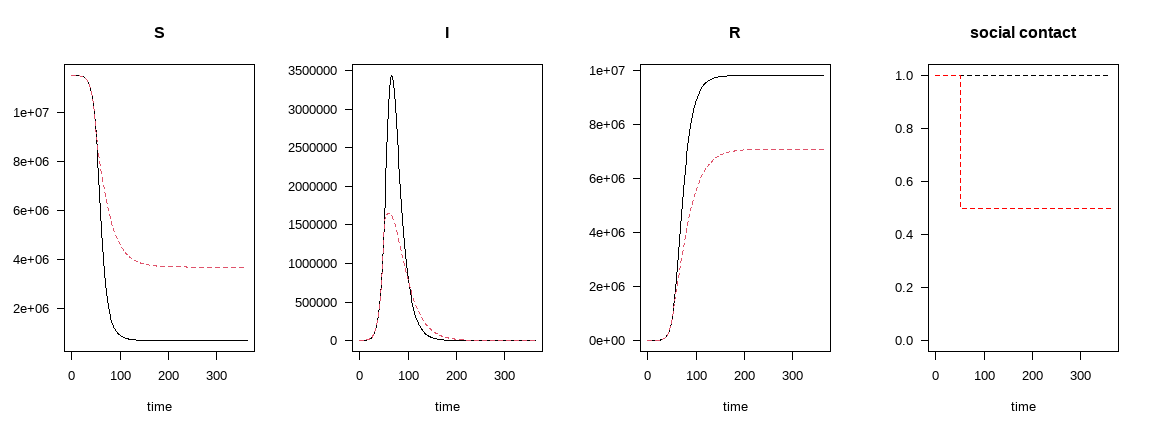 S
I
R
social contact
1e+07
8e+06
6e+06
4e+06
2e+06
0
100
200
300
time
3500000
3000000
2500000
2000000
1500000
1000000
500000
0
0
100
200
300
time
1e+07
8e+06
6e+06
4e+06
2e+06
0e+00
0
100
200
300
time
1.0
0.8
0.6
0.4
0.2
0.0
0
100
200
300
time